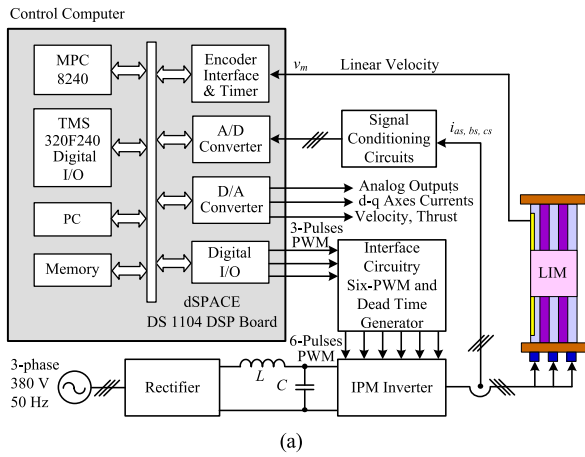 Control Computer
MPC
8240
TMS
320F240
Digital
I/O
PC
Memory
Encoder
Interface
& Timer
A/D
Converter
D/A
Converter
Digital
I/O
dSPACE
DS 1104 DSP Board
v_m
Linear Velocity
Signal
Conditioning
Circuits
i_as, bs, cs
Analog Outputs
d-q Axes Currents
Velocity, Thrust
3-Pulses
PWM
Interface
Circuitry
Six-PWM and
Dead Time
Generator
LIM
6-Pulses
PWM
3-phase
380 V
50 Hz
Rectifier
L
C
IPM Inverter
(a)